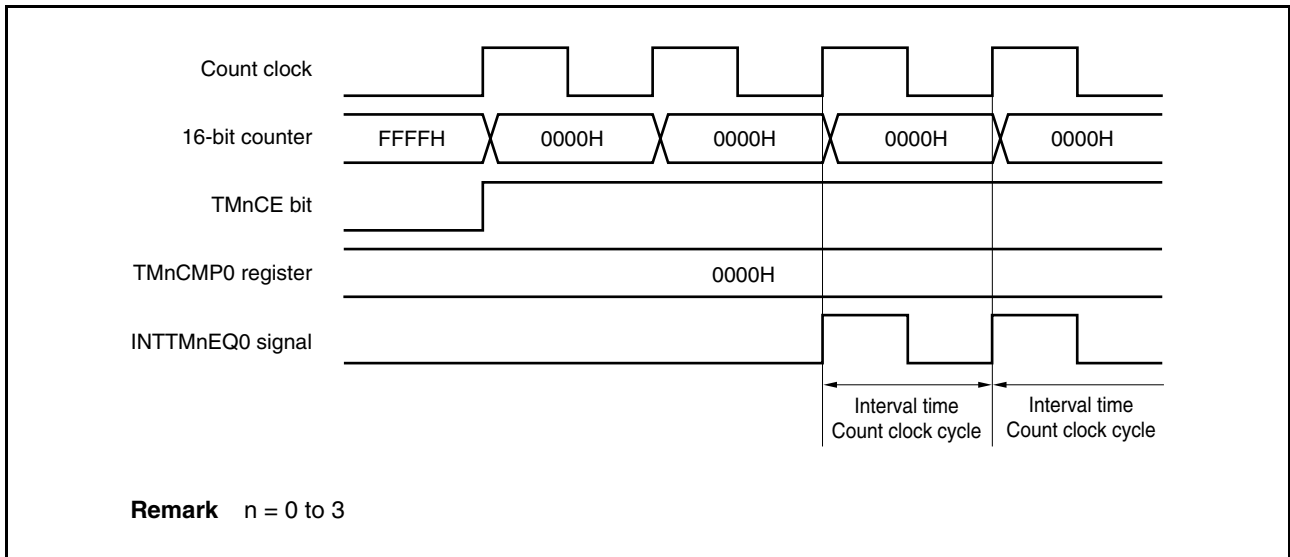 Count clock
16-bit counter
FFFFH
0000H
0000H
0000H
0000H
TMnCE bit
TMnCMP0 register
0000H
INTTMnEQ0 signal
Interval time
Count clock cycle
Interval time
Count clock cycle
Remark n = 0 to 3